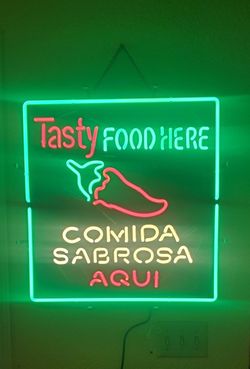 Tasty FOOD HERE
COMIDA
SABROSA
AQUI